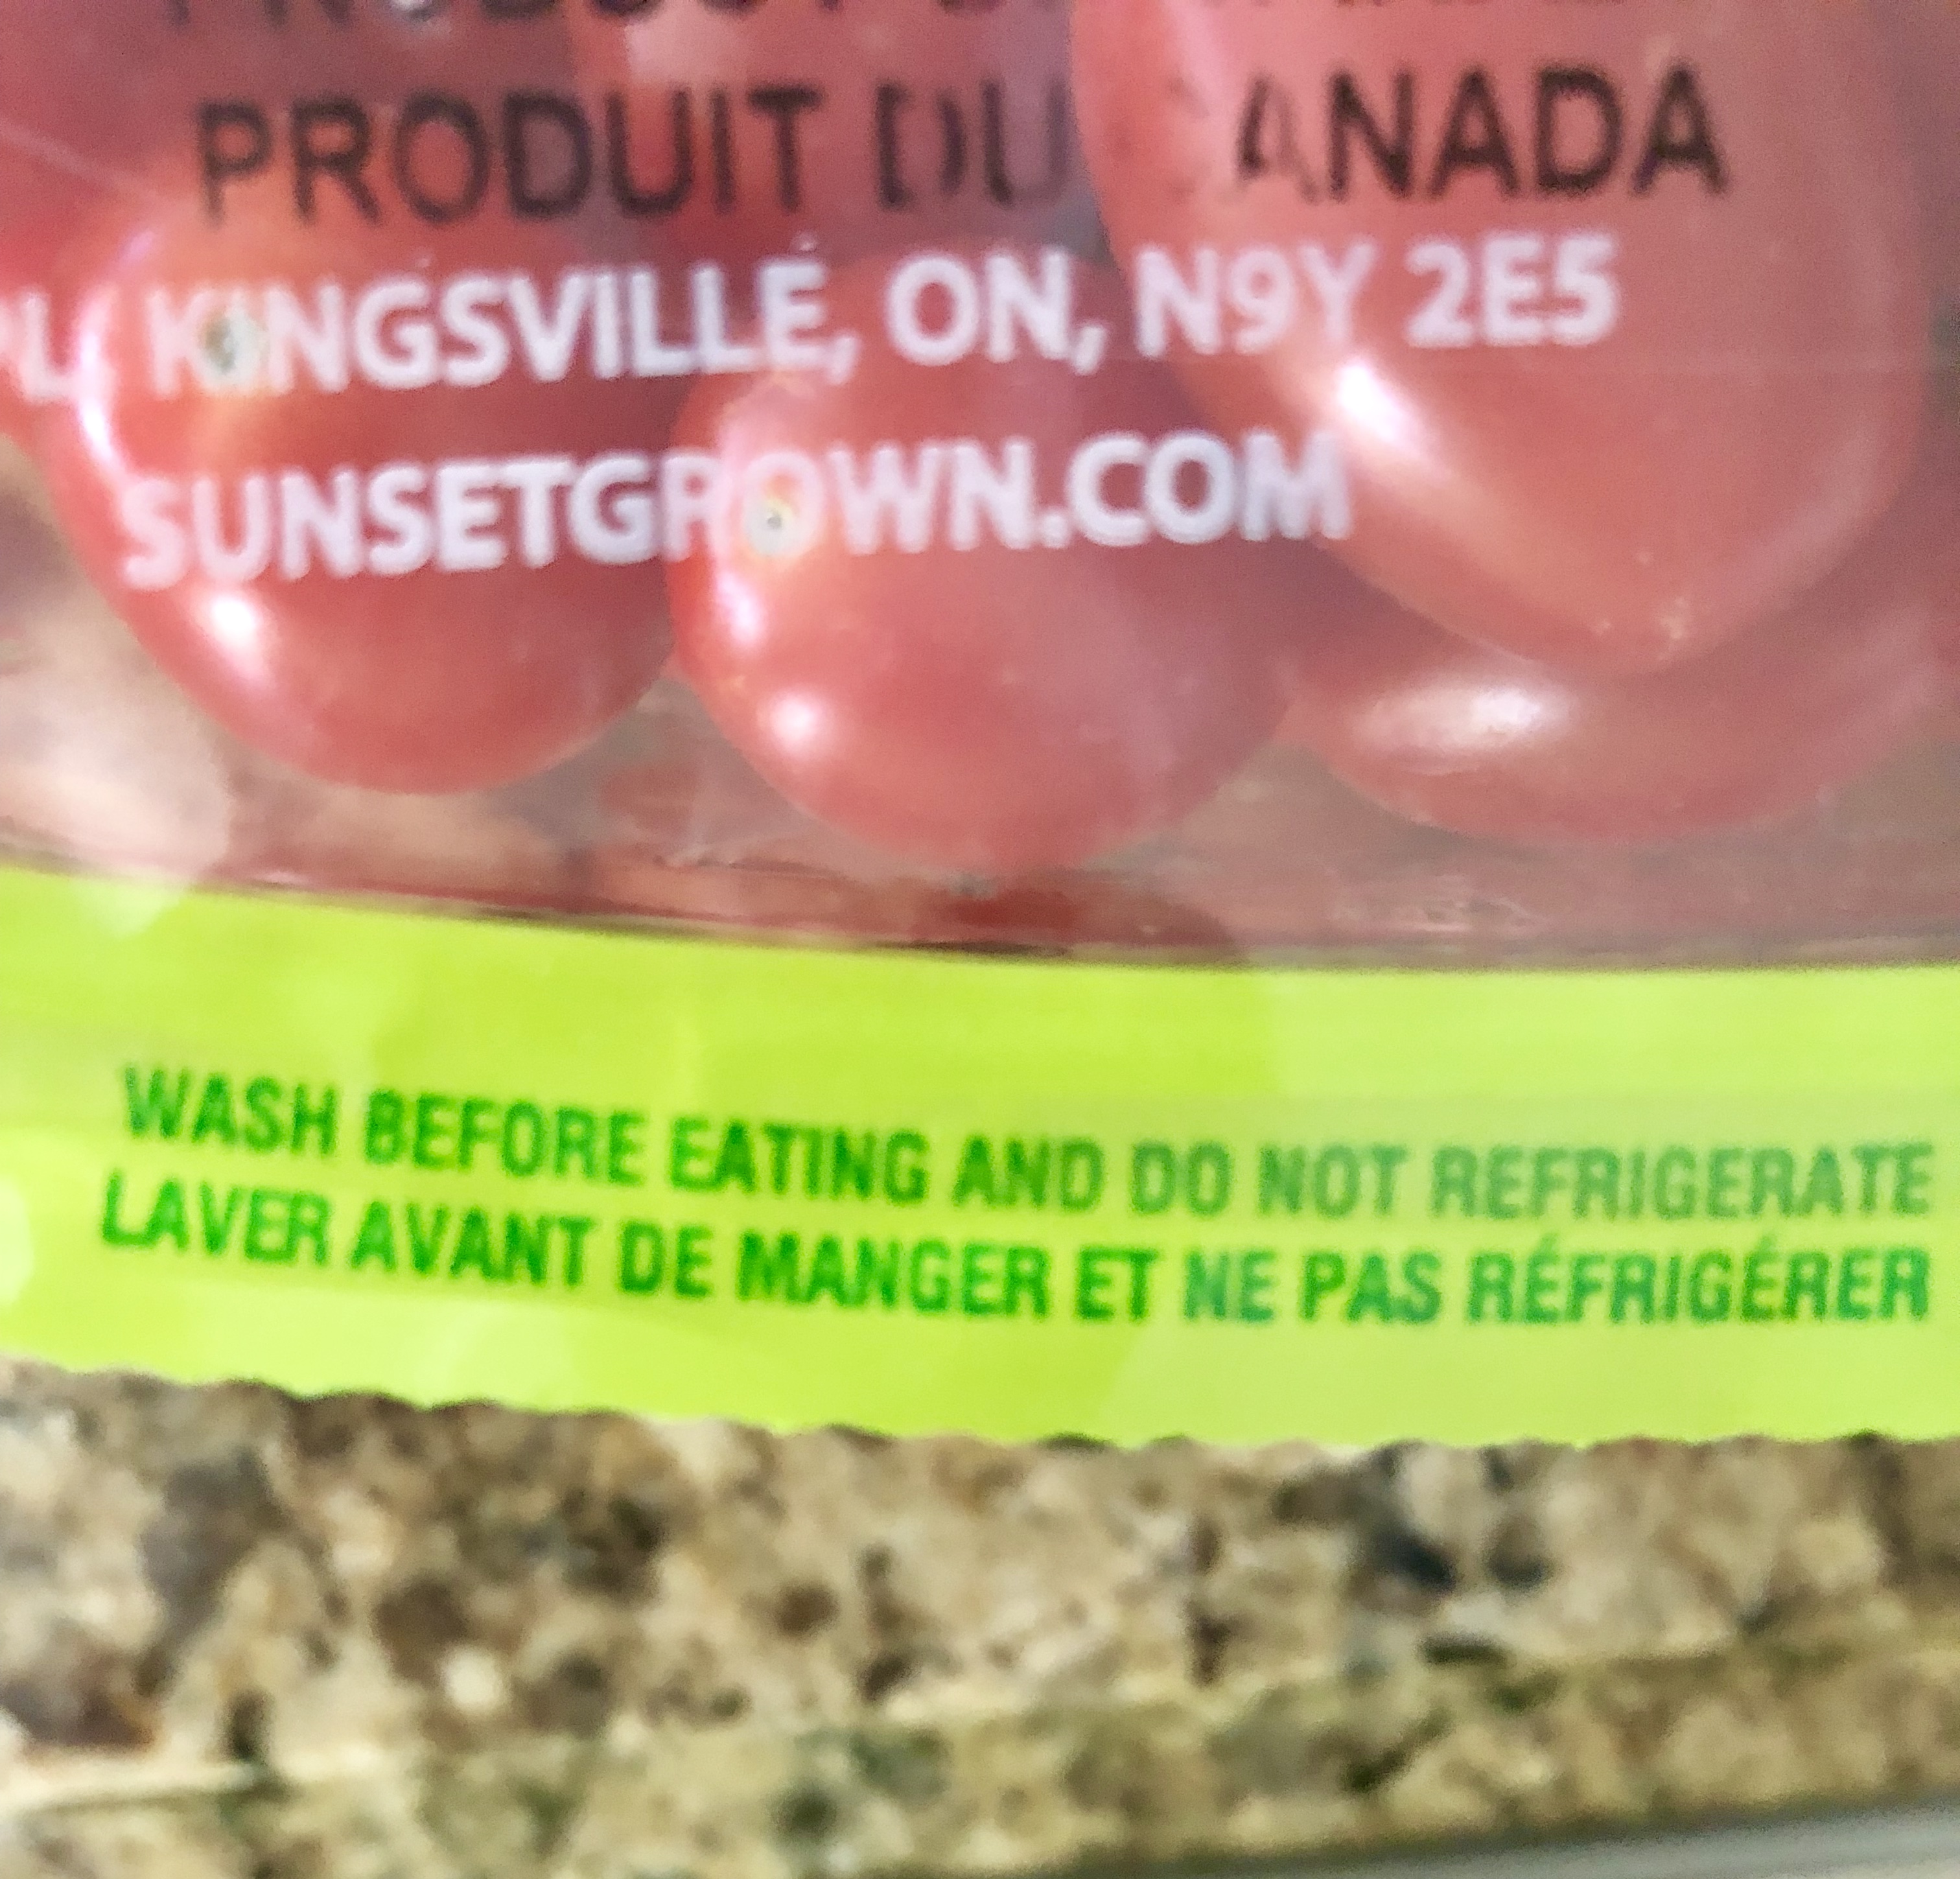 PRODUIT DU CANADA
KINGSVILLE, ON, N9Y 2E5
SUNSETGROWN.COM
WASH BEFORE EATING AND DO NOT REFRIGERATE
LAVER AVANT DE MANGER ET NE PAS RÉFRIGÉRER